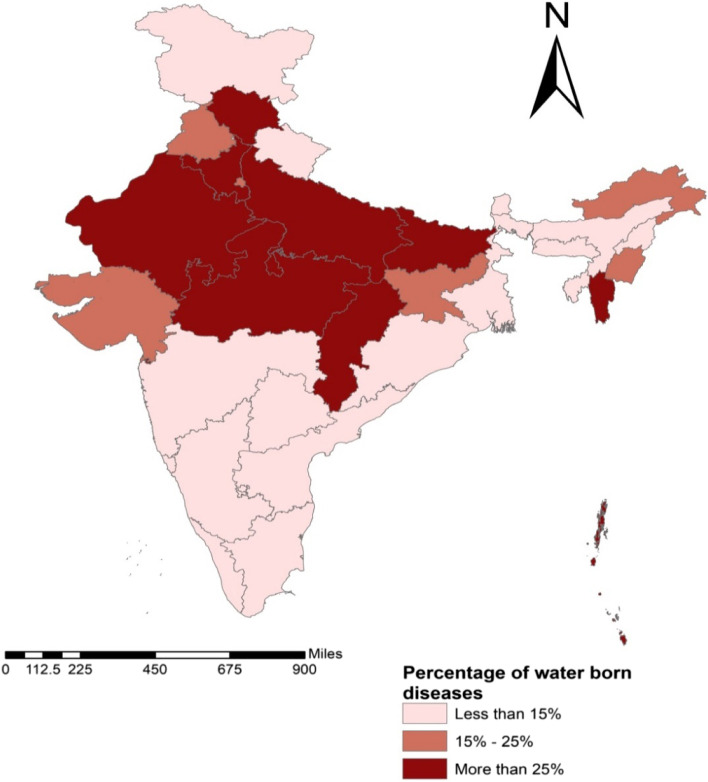 N
Miles
0 112.5 225 450 675 900
Percentage of water born
diseases
Less than 15%
15% - 25%
More than 25%